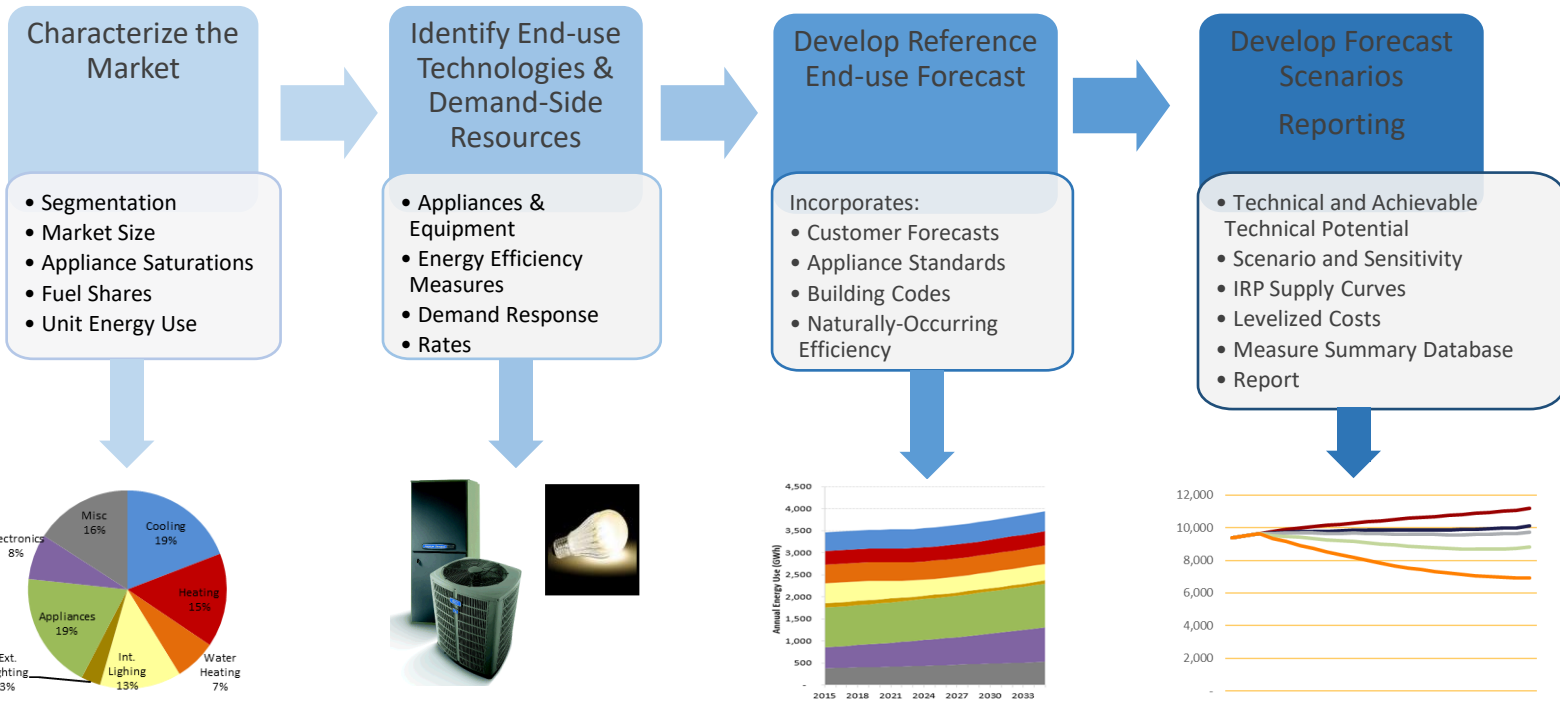 Characterize the
Market
• Segmentation
• Market Size
• Appliance Saturations
• Fuel Shares
• Unit Energy Use
Misc
16%
Cooling
19%
ectronics
8%
Heating
15%
Appliances
19%
Ext.
ghting
3%
Int.
Lighing
13%
Water
Heating
7%
Identify End-use
Technologies &
Demand-Side
Resources
• Appliances &
Equipment
• Energy Efficiency
Measures
• Demand Response
• Rates
Develop Reference
End-use Forecast
Incorporates:
• Customer Forecasts
• Appliance Standards
• Building Codes
• Naturally-Occurring
Efficiency
Annual Energy Use (GWh)
4,500
4,000
3,500
3,000
2,500
2,000
1,500
1,000
500
-
2015 2018 2021 2024 2027 2030 2033
Develop Forecast
Scenarios
Reporting
• Technical and Achievable
Technical Potential
• Scenario and Sensitivity
• IRP Supply Curves
• Levelized Costs
• Measure Summary Database
• Report
12,000
10,000
8,000
6,000
4,000
2,000
-